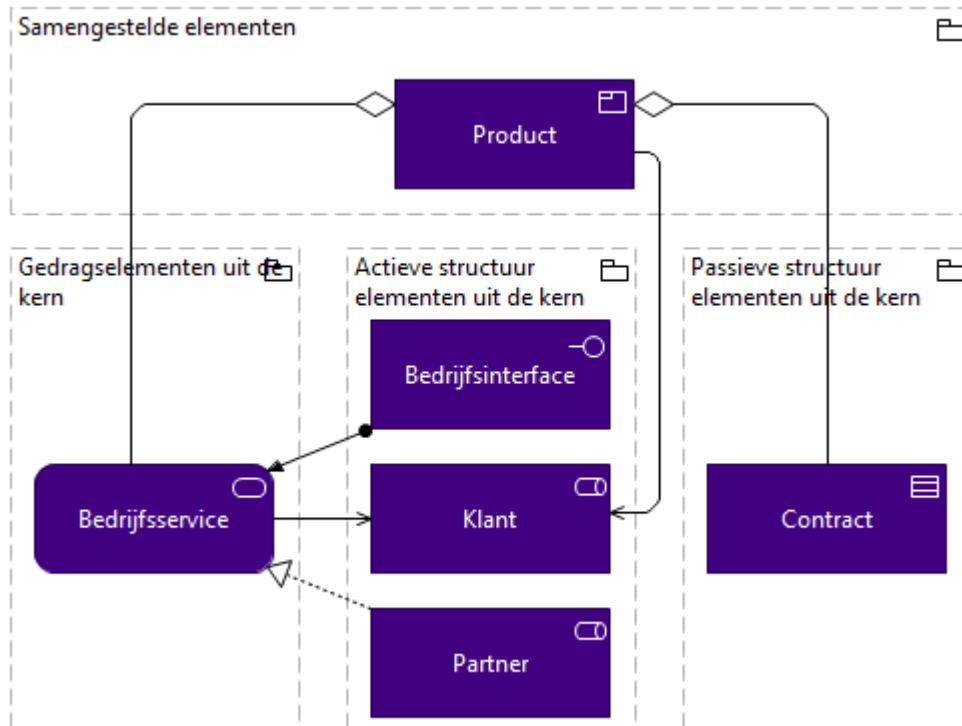 Samengestelde elementen
Product
Gedragselementen uit de
kern
Actieve structuur
elementen uit de kern
Passieve structuur
elementen uit de kern
Bedrijfsinterface
Bedrijfsservice
Klant
Contract
Partner